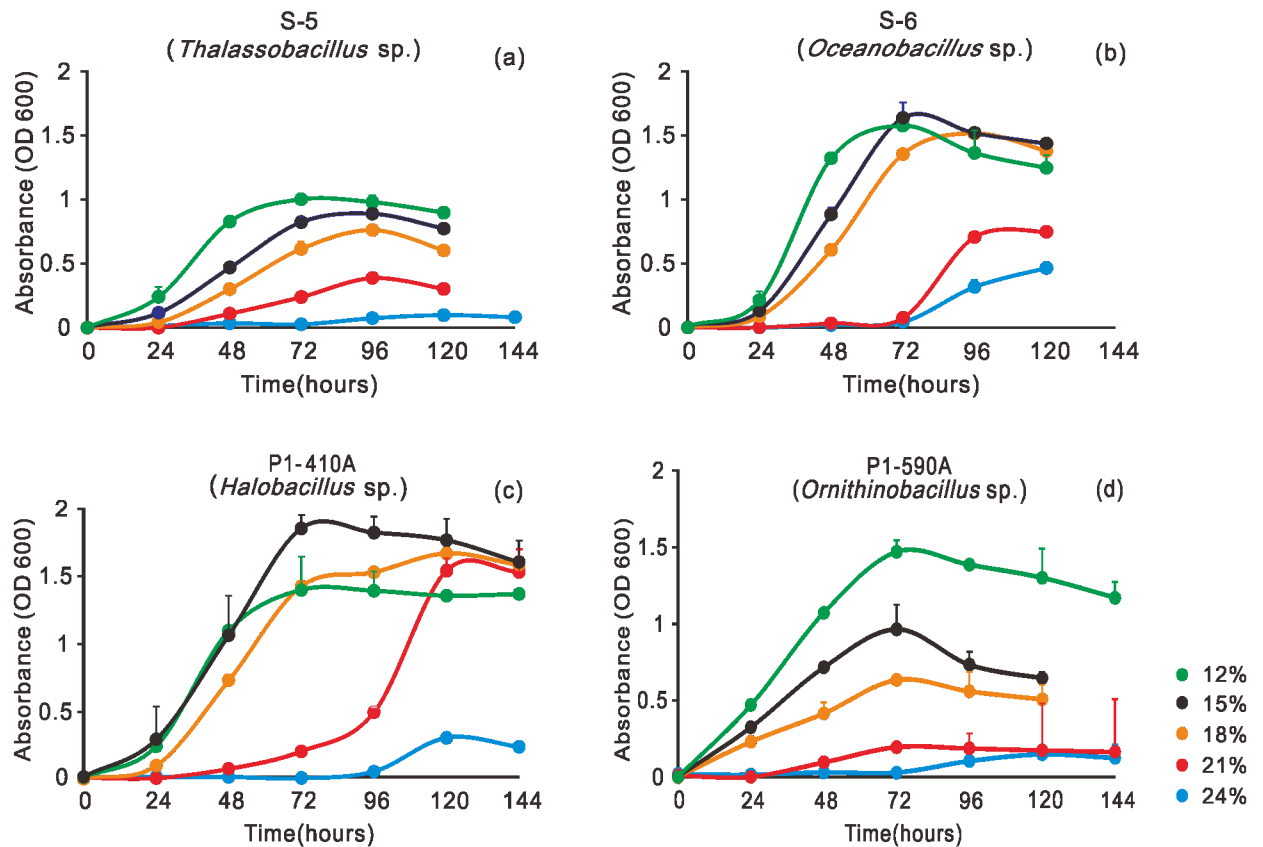 S-5
(Thalassobacillus sp.)
(a)
2
1.5
1
0.5
0
Absorbance (OD 600)
0 24 48 72 96 120 144
Time(hours)
S-6
(Oceanobacillus sp.)
(b)
2
1.5
1
0.5
0
Absorbance (OD 600)
0 24 48 72 96 120 144
Time(hours)
P1-410A
(Halobacillus sp.)
(c)
2
1.5
1
0.5
0
Absorbance (OD 600)
0 24 48 72 96 120 144
Time(hours)
P1-590A
(Ornithinobacillus sp.)
(d)
2
1.5
1
0.5
0
Absorbance (OD 600)
0 24 48 72 96 120 144
Time(hours)
12%
15%
18%
21%
24%